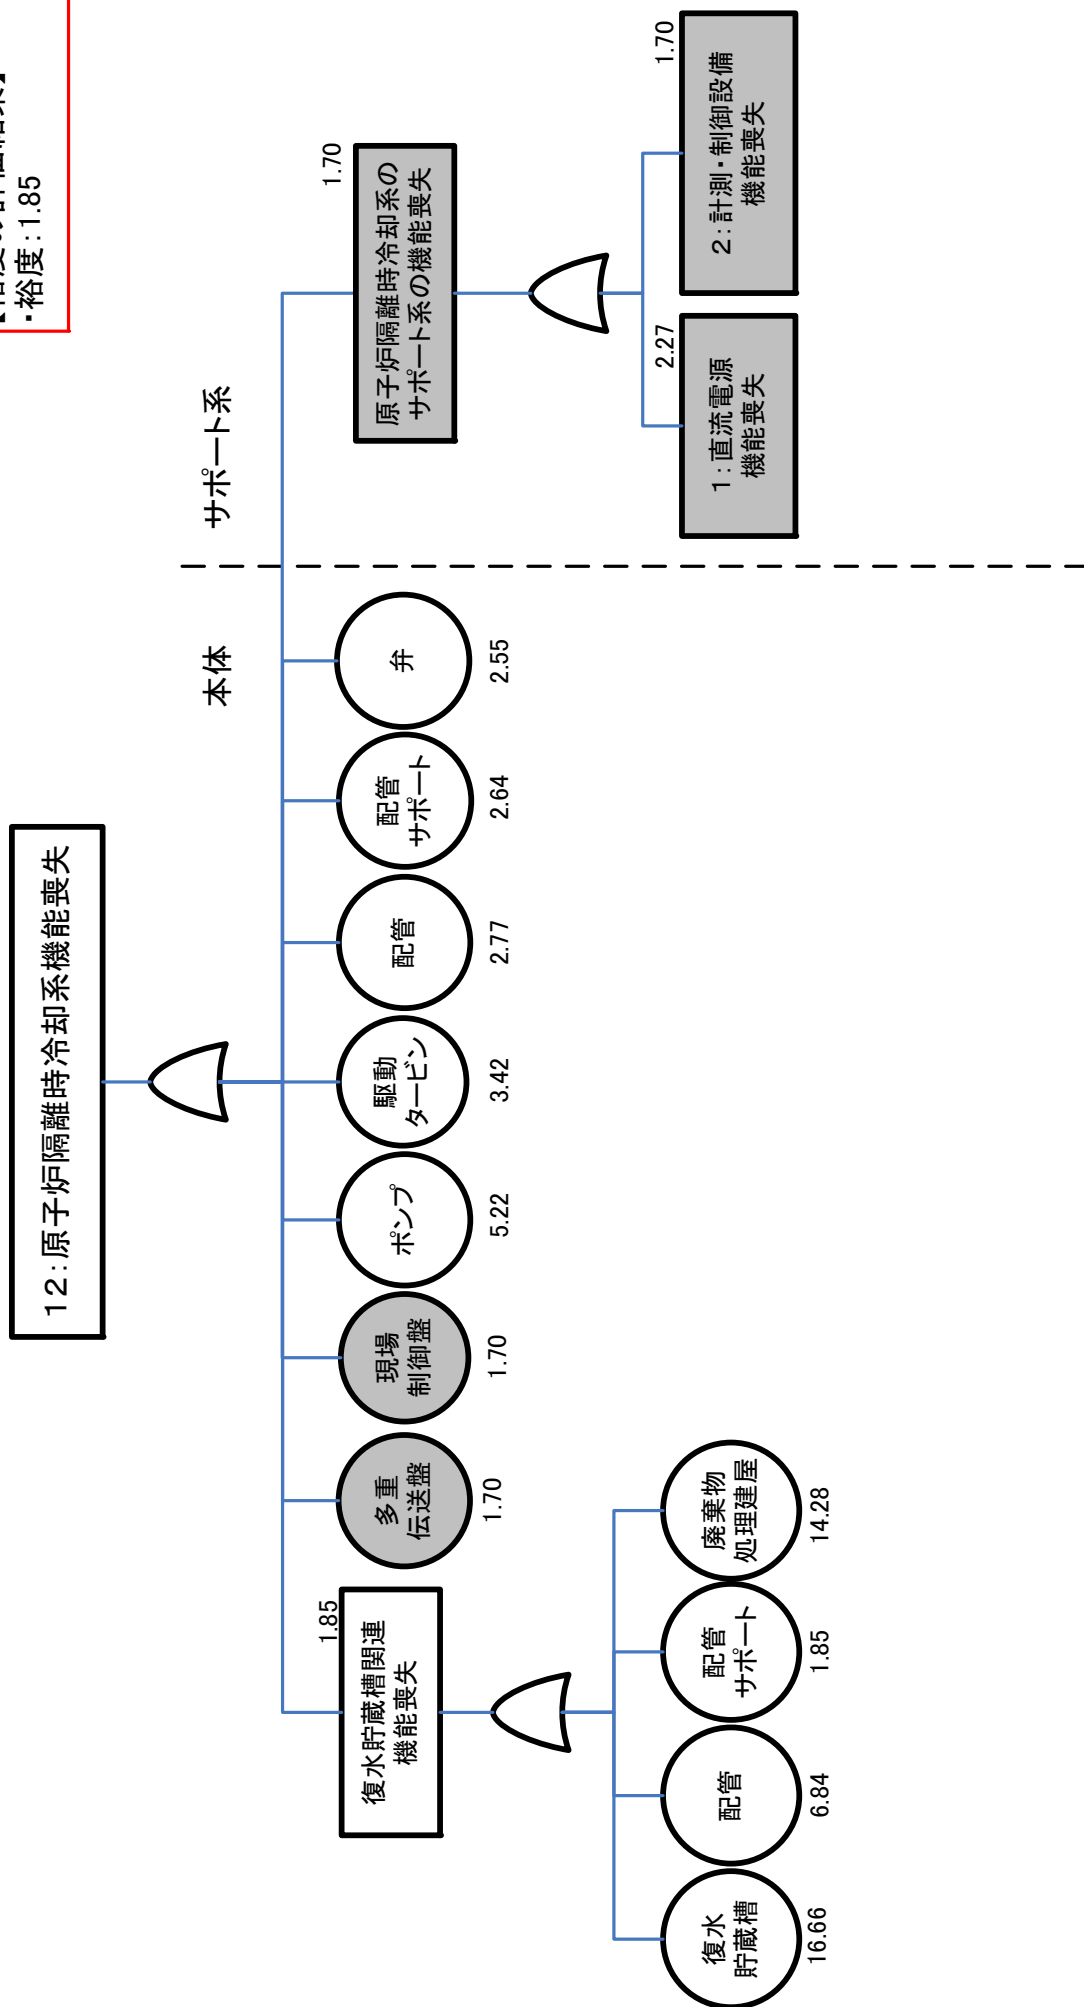 ・裕度：1.85
12：原子炉隔離時冷却系機能喪失
本体
サポート系
復水貯蔵槽関連
機能喪失
1.85
多重
伝送盤
1.70
現場
制御盤
1.70
ポンプ
5.22
駆動
タービン
3.42
配管
2.77
配管
サポート
2.64
弁
2.55
原子炉隔離時冷却系の
サポート系の機能喪失
1.70
復水
貯蔵槽
16.66
配管
6.84
配管
サポート
1.85
廃棄物
処理建屋
14.28
1：直流電源
機能喪失
2.27
2：計測・制御設備
機能喪失
1.70